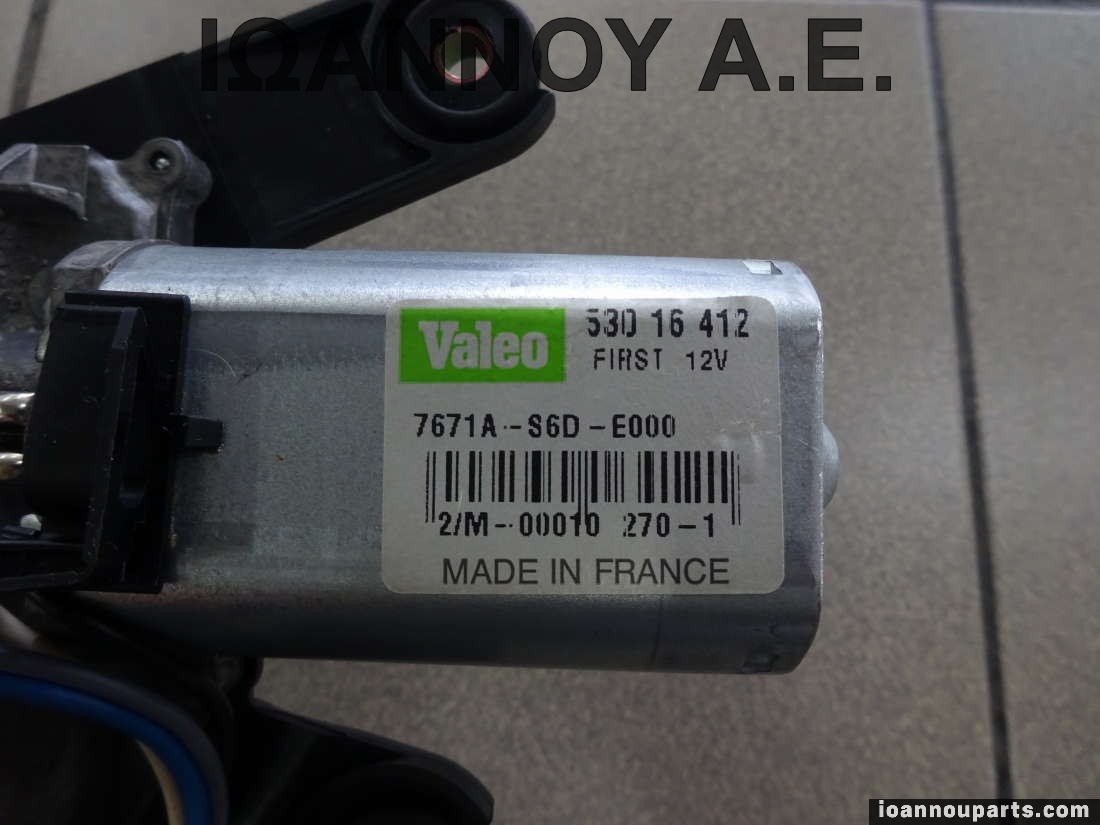 ΙΩΑΝΝΟΥ Α.Ε.
Valeo
530 16 412
FIRST 12V
7671A-S6D-E000
2/M-00010 270-1
MADE IN FRANCE
ioannouparts.com